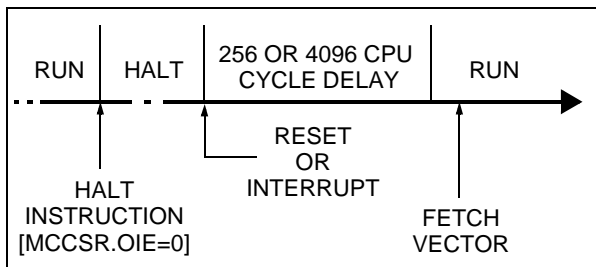 RUN
HALT
256 OR 4096 CPU
CYCLE DELAY
RUN
RESET
OR
INTERRUPT
HALT
INSTRUCTION
[MCCSR.OIE=0]
FETCH
VECTOR